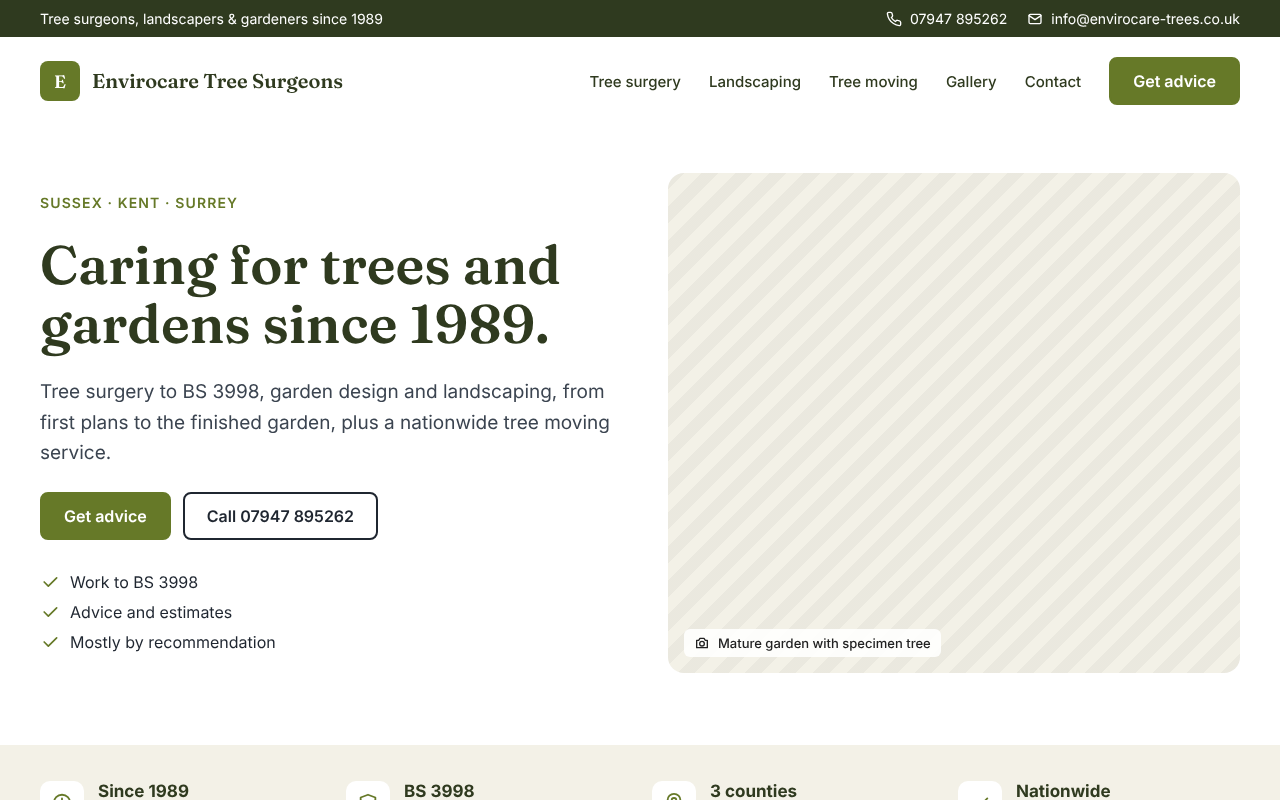 Tree surgeons, landscapers & gardeners since 1989
07947 895262
info@envirocare-trees.co.uk
E
Envirocare Tree Surgeons
Tree surgery
Landscaping
Tree moving
Gallery
Contact
Get advice
SUSSEX · KENT · SURREY
Caring for trees and
gardens since 1989.
Tree surgery to BS 3998, garden design and landscaping, from
first plans to the finished garden, plus a nationwide tree moving
service.
Get advice
Call 07947 895262
Work to BS 3998
Advice and estimates
Mostly by recommendation
Mature garden with specimen tree
Since 1989
BS 3998
3 counties
Nationwide